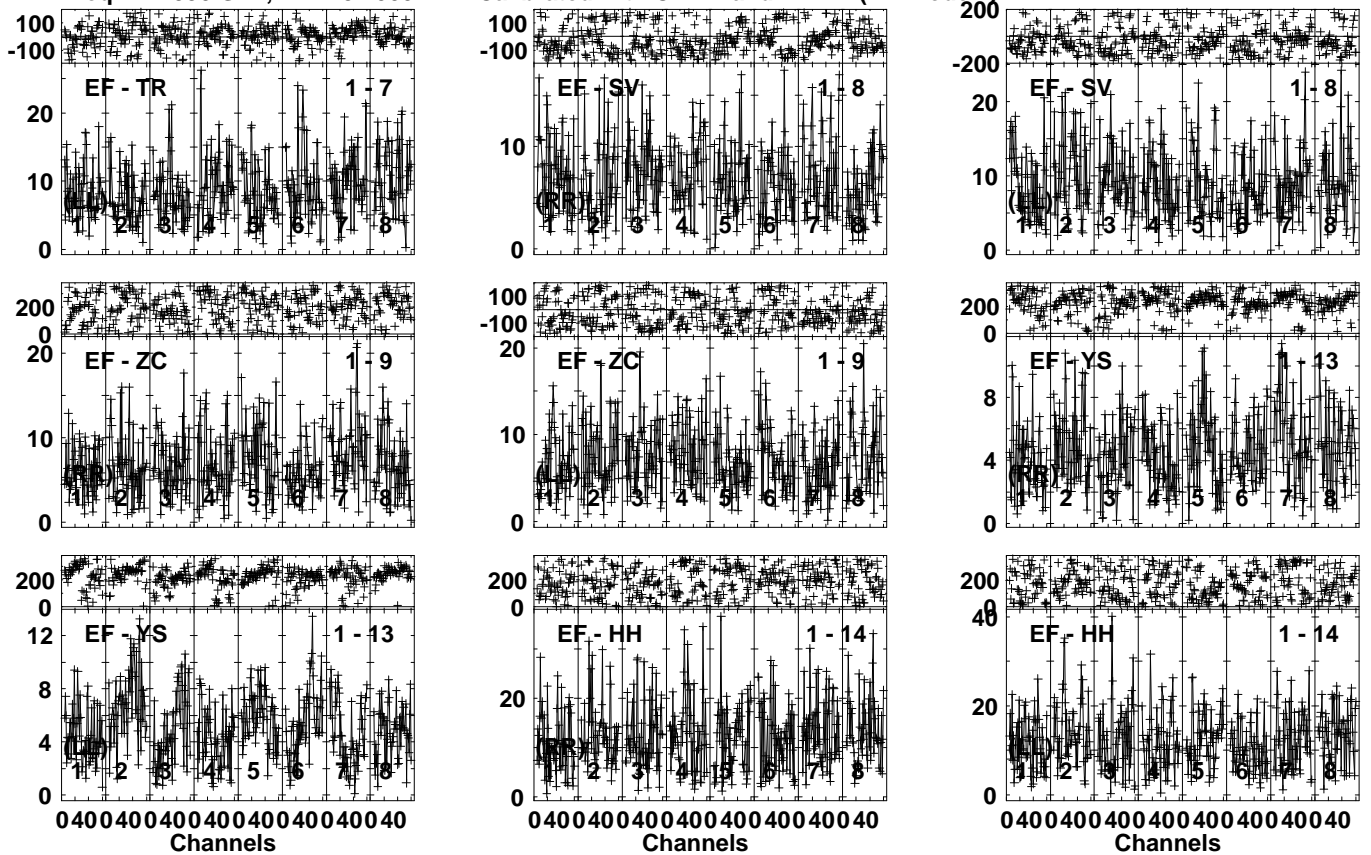 100
-100
EF - TR 1 - 7
20
10
0
(LL)
1 2 3 4 5 6 7 8
EF - SV 1 - 8
100
-100
10
0
(RR)
1 2 3 4 5 6 7 8
200
-200
EF - SV 1 - 8
20
10
0
(LL)
1 2 3 4 5 6 7 8
200
0
EF - ZC 1 - 9
20
10
0
(RR)
1 2 3 4 5 6 7 8
100
-100
EF - ZC 1 - 9
20
10
0
(LL)
1 2 3 4 5 6 7 8
200
0
EF - YS 1 - 13
8
4
0
(RR)
1 2 3 4 5 6 7 8
200
0
EF - YS 1 - 13
12
8
4
0
(LL)
1 2 3 4 5 6 7 8
0 40 0 40 0 40 0 40 0 40 0 40 0 40 0 40
Channels
200
0
EF - HH 1 - 14
20
0
(RR)
1 2 3 4 5 6 7 8
0 40 0 40 0 40 0 40 0 40 0 40 0 40 0 40
Channels
200
0
EF - HH 1 - 14
40
20
0
(LL)
1 2 3 4 5 6 7 8
0 40 0 40 0 40 0 40 0 40 0 40 0 40 0 40
Channels